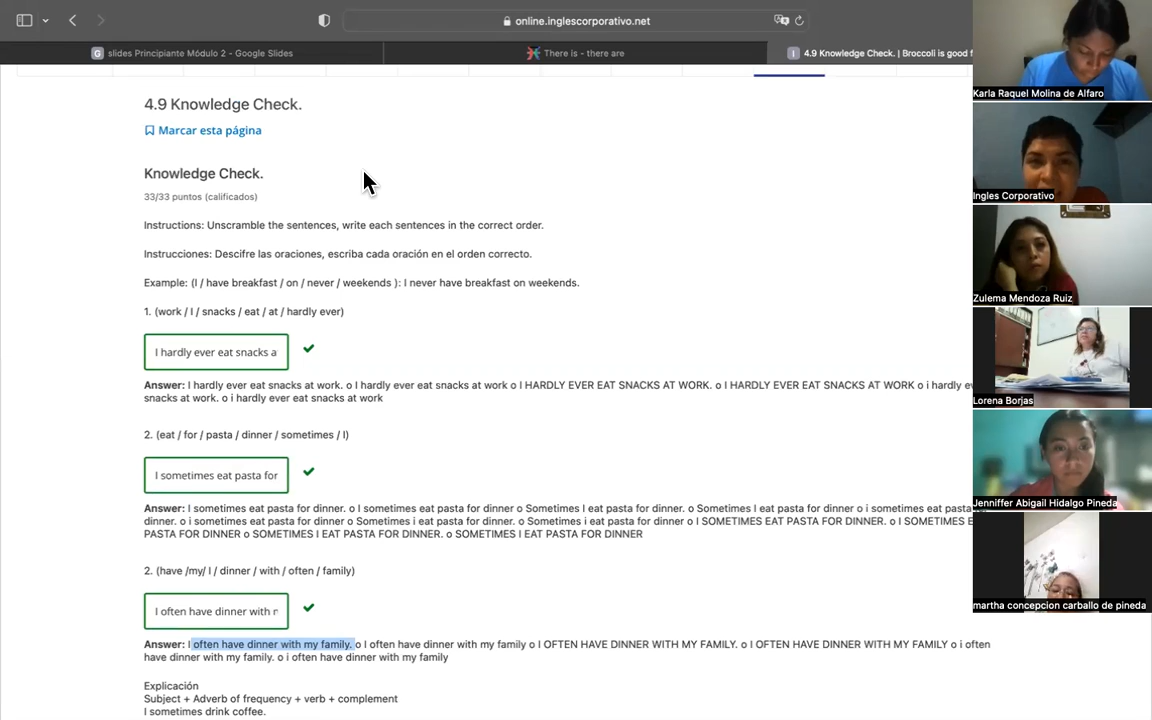 online.inglescorporativo.net
slides Principiante Módulo 2 - Google Slides
There is - there are
4.9 Knowledge Check. | Broccoli is good f
4.9 Knowledge Check.
Marcar esta página
Knowledge Check.
33/33 puntos (calificados)
Instructions: Unscramble the sentences, write each sentences in the correct order.
Instrucciones: Descifre las oraciones, escriba cada oración en el orden correcto.
Example: (I / have breakfast / on / never / weekends ): I never have breakfast on weekends.
1. (work / I / snacks / eat / at / hardly ever)
I hardly ever eat snacks a
Answer: I hardly ever eat snacks at work. o I hardly ever eat snacks at work o I HARDLY EVER EAT SNACKS AT WORK. o I HARDLY EVER EAT SNACKS AT WORK o i hardly ev
snacks at work. o i hardly ever eat snacks at work
2. (eat / for / pasta / dinner / sometimes / I)
I sometimes eat pasta for
Answer: I sometimes eat pasta for dinner. o I sometimes eat pasta for dinner o Sometimes I eat pasta for dinner. o Sometimes I eat pasta for dinner o i sometimes eat pasta
dinner. o i sometimes eat pasta for dinner o Sometimes i eat pasta for dinner. o Sometimes i eat pasta for dinner o I SOMETIMES EAT PASTA FOR DINNER. o I SOMETIMES E
PASTA FOR DINNER o SOMETIMES I EAT PASTA FOR DINNER. o SOMETIMES I EAT PASTA FOR DINNER
2. (have /my/ I / dinner / with / often / family)
I often have dinner with
Answer: I often have dinner with my family. o I often have dinner with my family o I OFTEN HAVE DINNER WITH MY FAMILY. o I OFTEN HAVE DINNER WITH MY FAMILY o i often
have dinner with my family. o i often have dinner with my family
Explicación
Subject + Adverb of frequency + verb + complement
I sometimes drink coffee.
Karla Raquel Molina de Alfaro
Ingles Corporativo
Zulema Mendoza Ruiz
Lorena Borjas
Jenniffer Abigail Hidalgo Pineda
martha concepcion carballo de pineda